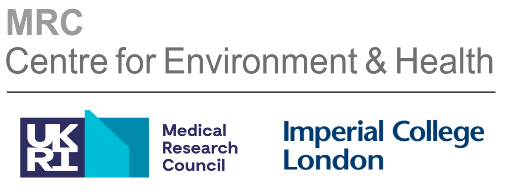 MRC
Centre for Environment & Health
UK
RI
Medical
Research
Council
Imperial College
London